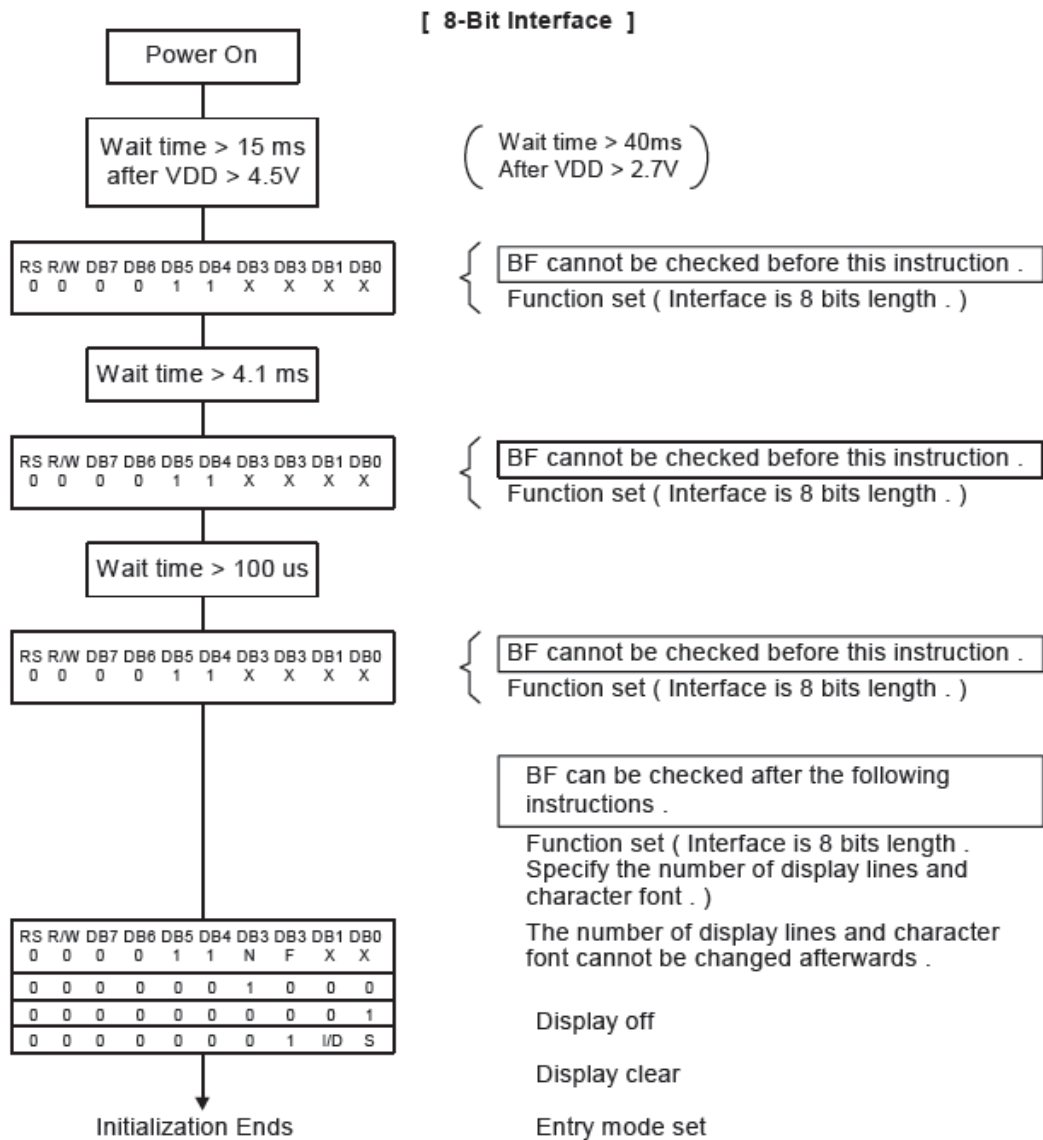 [ 8-Bit Interface ]
Power On
Wait time > 15 ms
after VDD > 4.5V
Wait time > 40ms
After VDD > 2.7V
RS R/W DB7 DB6 DB5 DB4 DB3 DB3 DB1 DB0
0 0 0 0 1 1 X X X X
BF cannot be checked before this instruction .
Function set ( Interface is 8 bits length . )
Wait time > 4.1 ms
RS R/W DB7 DB6 DB5 DB4 DB3 DB3 DB1 DB0
0 0 0 0 1 1 X X X X
BF cannot be checked before this instruction .
Function set ( Interface is 8 bits length . )
Wait time > 100 us
RS R/W DB7 DB6 DB5 DB4 DB3 DB3 DB1 DB0
0 0 0 0 1 1 X X X X
BF cannot be checked before this instruction .
Function set ( Interface is 8 bits length . )
BF can be checked after the following
instructions .
Function set ( Interface is 8 bits length .
Specify the number of display lines and
character font . )
The number of display lines and character
font cannot be changed afterwards .
RS R/W DB7 DB6 DB5 DB4 DB3 DB3 DB1 DB0
0 0 0 0 1 1 N F X X
0 0 0 0 0 0 1 0 0 0
0 0 0 0 0 0 0 0 0 1
0 0 0 0 0 0 0 1 I/D S
Display off
Display clear
Entry mode set
Initialization Ends